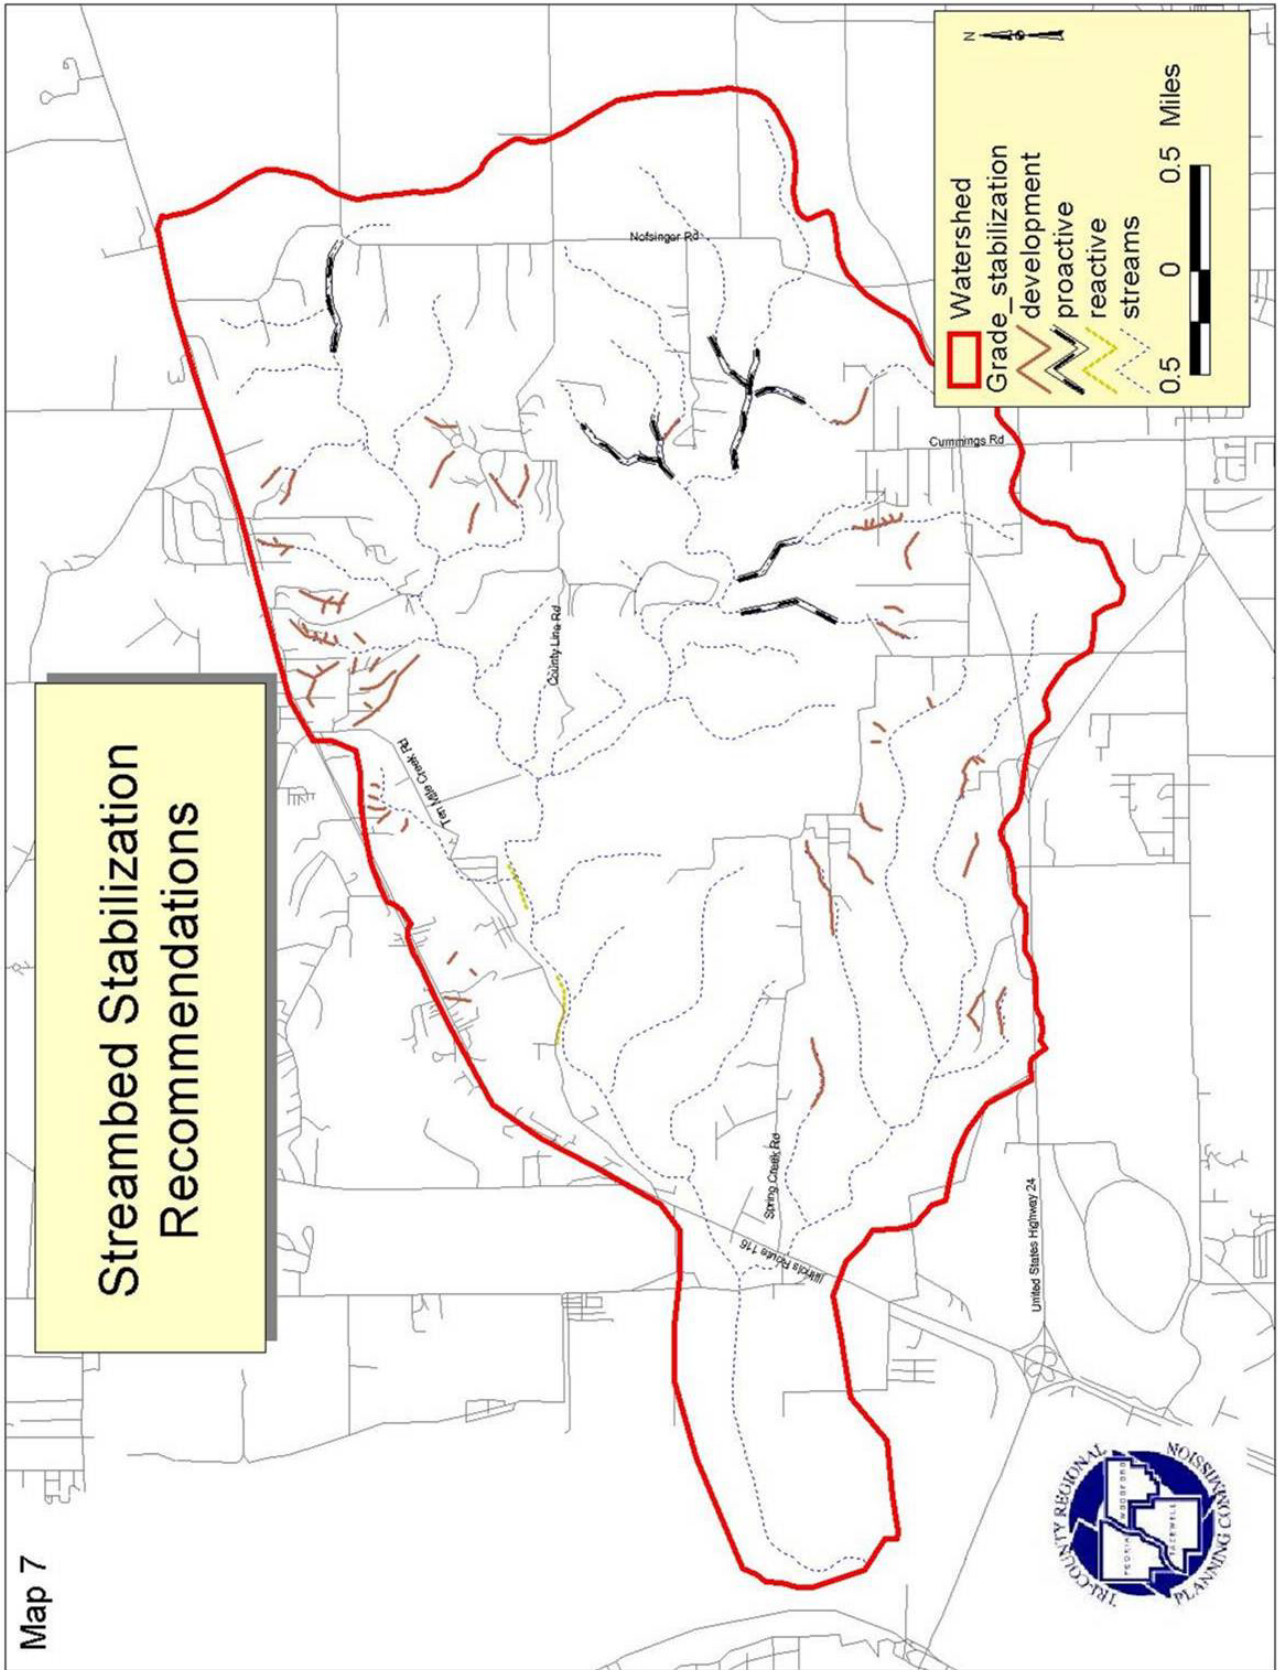 Map 7
Streambed Stabilization
Recommendations
Ten Mile Creek Rd
County Line Rd
Nofsinger Rd
Cummings Rd
Spring Creek Rd
Illinois Route 116
United States Highway 24
TRI-COUNTY REGIONAL
PEORIA
WOODFORD
TAZEWELL
PLANNING COMMISSION
Watershed
Grade_stabilization
development
proactive
reactive
streams
N
0.5 0 0.5 Miles